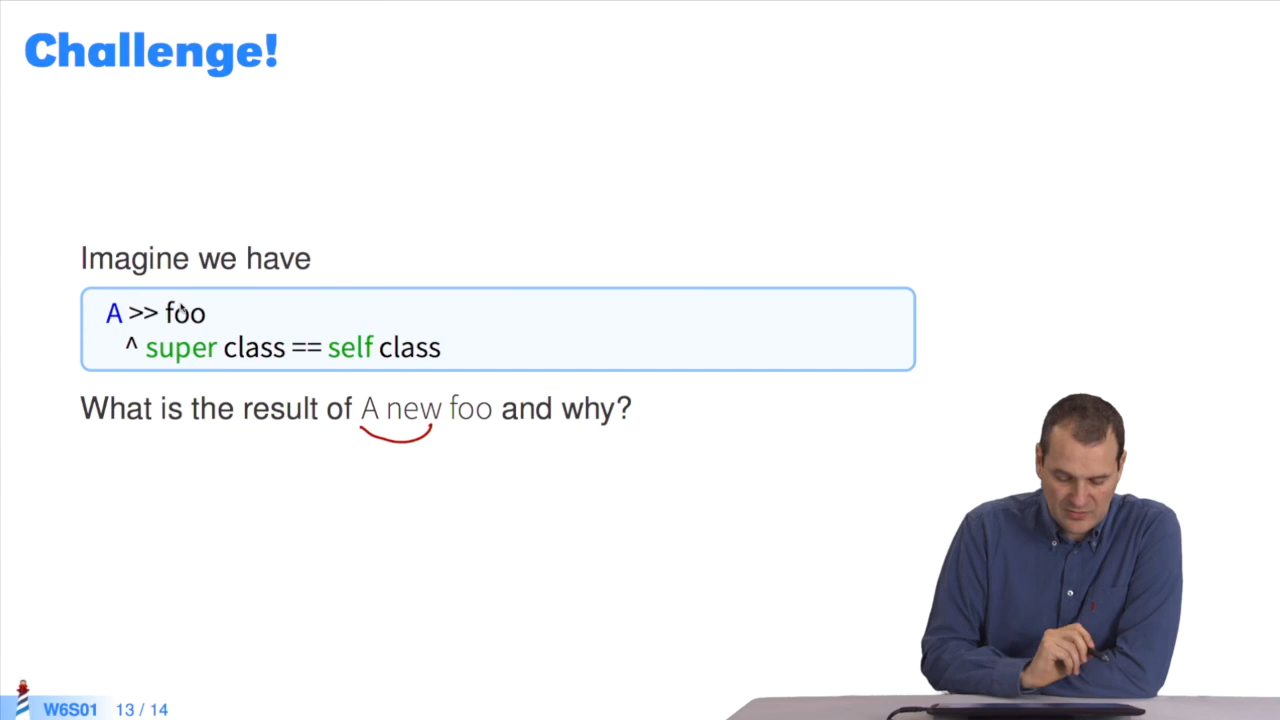 Challenge!
Imagine we have
A >> foo
^ super class == self class
What is the result of A new foo and why?
W6S01 13 / 14